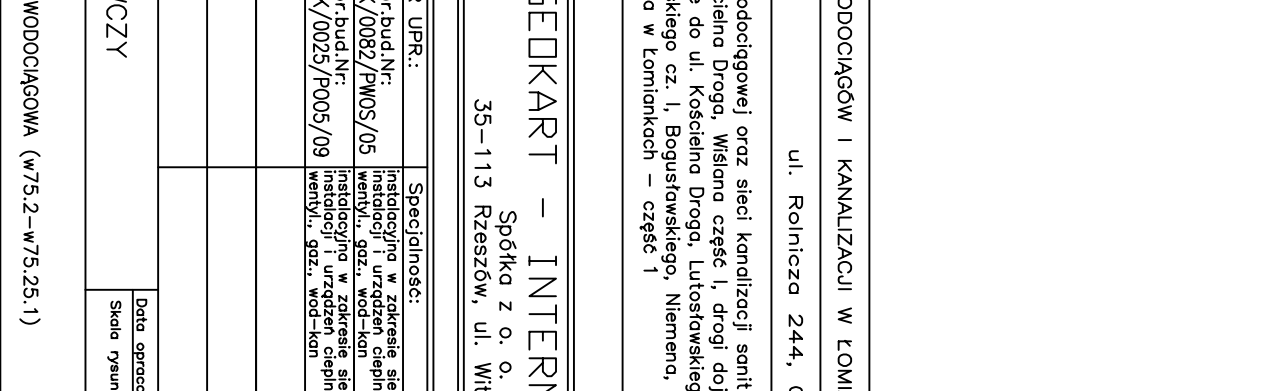 ODOCIĄGÓW I KANALIZACJI W ŁOMI
ul. Rolnicza 244,
odociągowej oraz sieci kanalizacji sanit
cielna Droga, Wiślana część I, drogi doj
e do ul. Kościelna Droga, Lutosławskieg
skiego cz. I, Bogusławskiego, Niemena,
a w Łomiankach – część 1
GEOKART – INTERN
Spółka z o. o.
35–113 Rzeszów, ul. Wit
UPR.:
Specjalność:
r.bud.Nr:
/0082/PWOS/05
instalacyjna w zakresie sie
instalacji i urządzeń ciepln
wentyl., gaz., wod–kan
r.bud.Nr:
K/0025/POOS/09
instalacyjna w zakresie sie
instalacji i urządzeń ciepln
wentyl., gaz., wod–kan
Data opraco
CZY
Skala rysun
WODOCIĄGOWA (w75.2–w75.25.1)